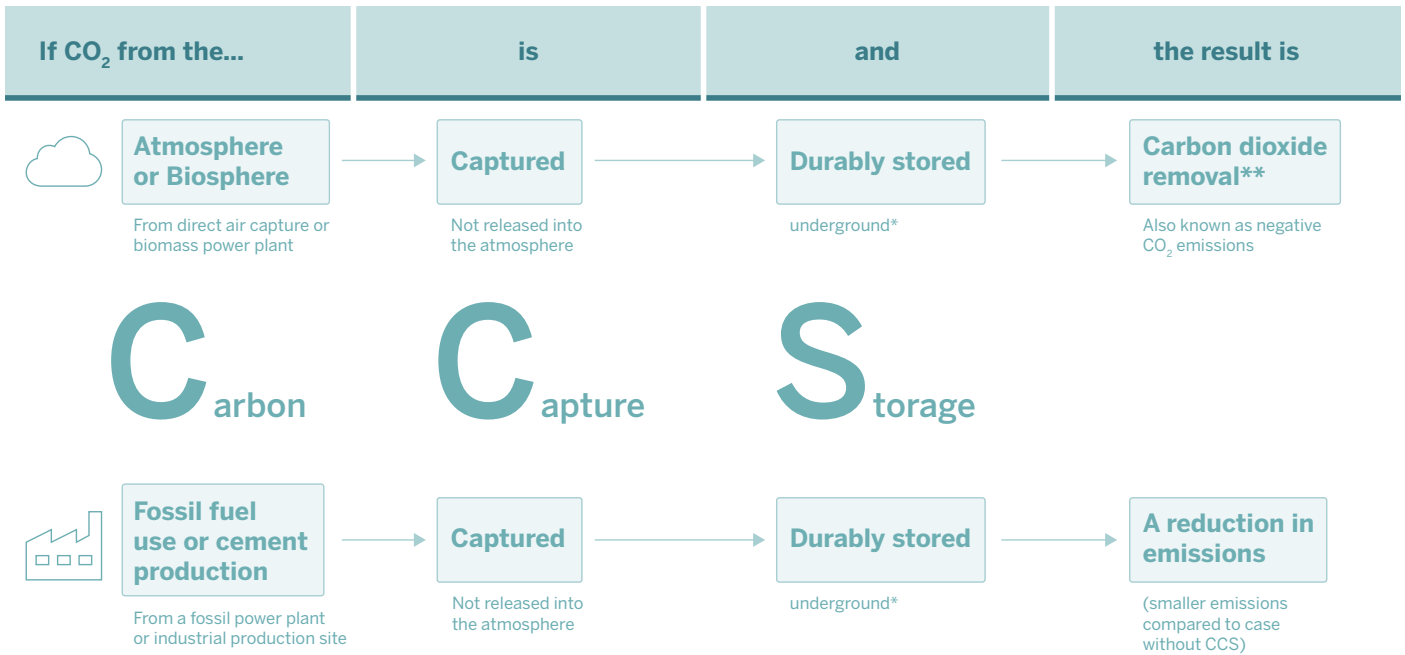 If CO₂ from the...
is
and
the result is
Atmosphere
or Biosphere
From direct air capture or
biomass power plant
Captured
Not released into
the atmosphere
Durably stored
underground*
Carbon dioxide
removal**
Also known as negative
CO₂ emissions
Carbon
Capture
Storage
Fossil fuel
use or cement
production
From a fossil power plant
or industrial production site
Captured
Not released into
the atmosphere
Durably stored
underground*
A reduction in
emissions
(smaller emissions
compared to case
without CCS)